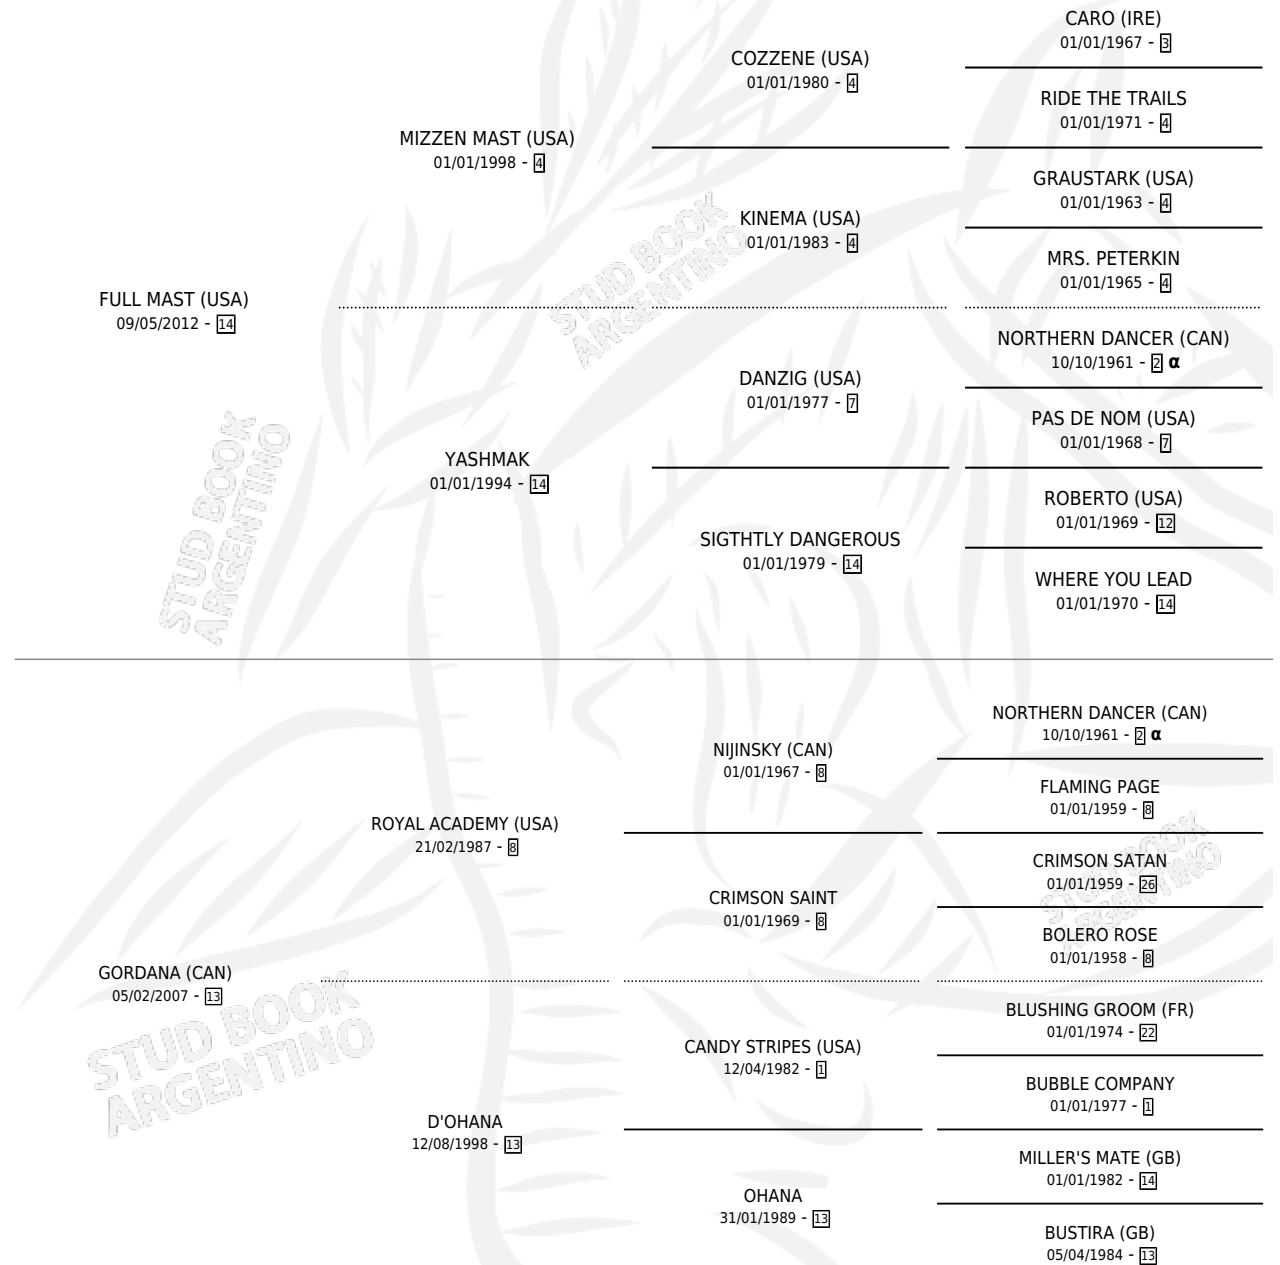 CARO (IRE)
01/01/1967 - 3
COZZENE (USA)
01/01/1980 - 4
RIDE THE TRAILS
01/01/1971 - 4
MIZZEN MAST (USA)
01/01/1998 - 4
GRAUSTARK (USA)
01/01/1963 - 4
KINEMA (USA)
01/01/1983 - 4
MRS. PETERKIN
01/01/1965 - 4
FULL MAST (USA)
09/05/2012 - 14
NORTHERN DANCER (CAN)
10/10/1961 - 2 α
DANZIG (USA)
01/01/1977 - 7
PAS DE NOM (USA)
01/01/1968 - 7
YASHMAK
01/01/1994 - 14
ROBERTO (USA)
01/01/1969 - 12
SIGTHTLY DANGEROUS
01/01/1979 - 14
WHERE YOU LEAD
01/01/1970 - 14
NORTHERN DANCER (CAN)
10/10/1961 - 2 α
NIJINSKY (CAN)
01/01/1967 - 8
FLAMING PAGE
01/01/1959 - 8
ROYAL ACADEMY (USA)
21/02/1987 - 8
CRIMSON SATAN
01/01/1959 - 26
CRIMSON SAINT
01/01/1969 - 8
BOLERO ROSE
01/01/1958 - 8
GORDANA (CAN)
05/02/2007 - 13
BLUSHING GROOM (FR)
01/01/1974 - 22
CANDY STRIPES (USA)
12/04/1982 - 1
BUBBLE COMPANY
01/01/1977 - 1
D'OHANA
12/08/1998 - 13
MILLER'S MATE (GB)
01/01/1982 - 14
OHANA
31/01/1989 - 13
BUSTIRA (GB)
05/04/1984 - 13
STUD BOOK
ARGENTINO
STUD BOOK
ARGENTINO
STUD BOOK
ARGENTINO
STUD BOOK
ARGENTINO